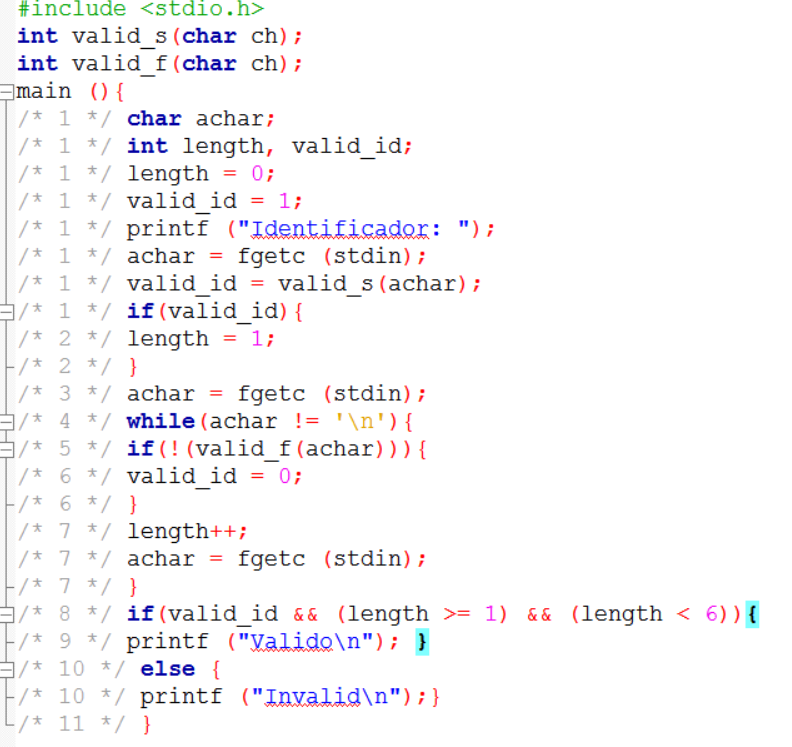 #include <stdio.h>
int valid_s(char ch);
int valid_f(char ch);
main (){
/* 1 */ char achar;
/* 1 */ int length, valid_id;
/* 1 */ length = 0;
/* 1 */ valid_id = 1;
/* 1 */ printf ("Identificador: ");
/* 1 */ achar = fgetc (stdin);
/* 1 */ valid_id = valid_s(achar);
/* 1 */ if(valid_id){
/* 2 */ length = 1;
/* 2 */ }
/* 3 */ achar = fgetc (stdin);
/* 4 */ while(achar != '\n'){
/* 5 */ if(!(valid_f(achar))){
/* 6 */ valid_id = 0;
/* 6 */ }
/* 7 */ length++;
/* 7 */ achar = fgetc (stdin);
/* 7 */ }
/* 8 */ if(valid_id && (length >= 1) && (length < 6)){
/* 9 */ printf ("Valido\n"); }
/* 10 */ else {
/* 10 */ printf ("Invalid\n");}
/* 11 */ }